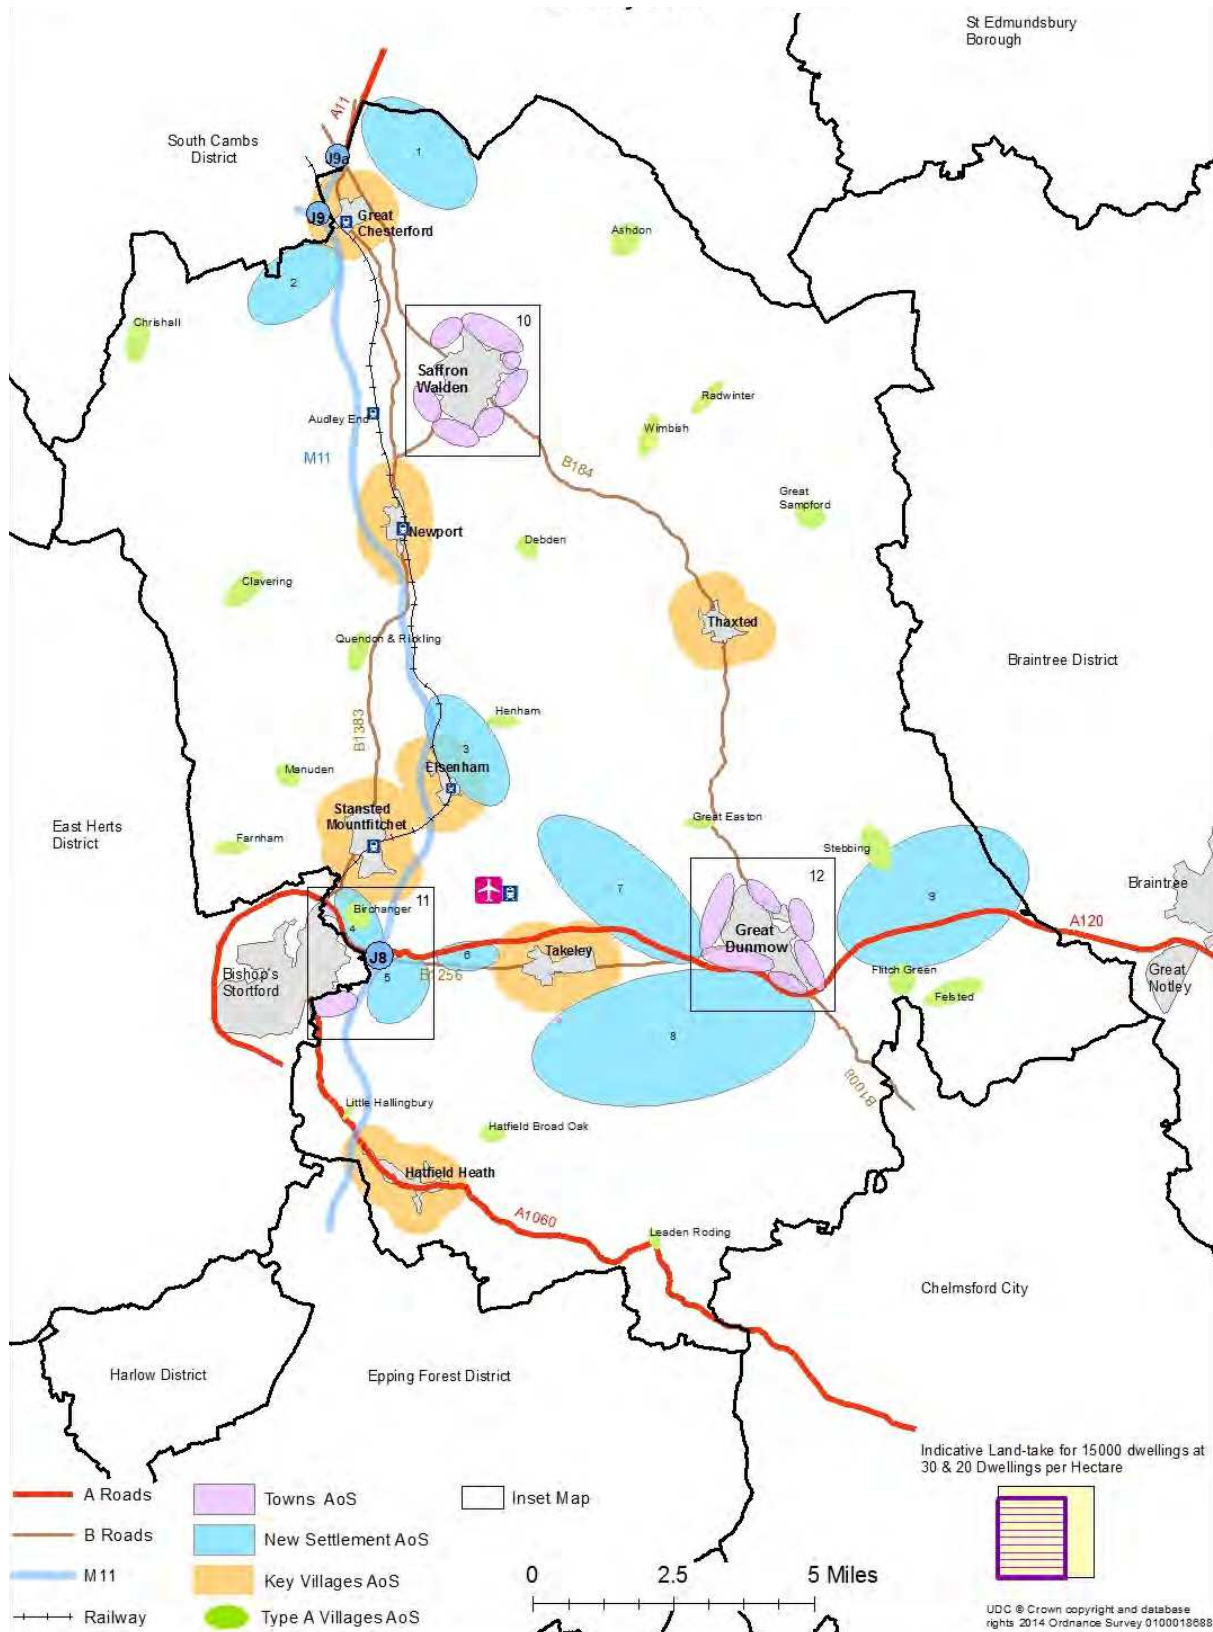 St Edmundsbury
Borough
South Cambs
District
A11
1
J9a
J9
Great
Chesterford
Ashdon
2
Chrishall
10
Saffron
Walden
Radwinter
Audley End
Wimbish
M11
B184
Great
Sampford
Newport
Debden
Clavering
Thaxted
Quendon & Rickling
Braintree District
Henham
B1383
3
Elsenham
Manuden
Stansted
Mountfitchet
Great Easton
East Herts
District
Farnham
Stebbing
12
7
11
Braintree
Birchanger
9
4
Great
Dunmow
A120
6
Takeley
J8
B1256
Bishop's
Stortford
5
Flitch Green
Great
Notley
Felsted
8
B1008
Little Hallingbury
Hatfield Broad Oak
Hatfield Heath
A1060
Leaden Roding
Chelmsford City
Harlow District
Epping Forest District
Indicative Land-take for 15000 dwellings at
30 & 20 Dwellings per Hectare
A Roads
Towns AoS
Inset Map
B Roads
New Settlement AoS
M11
Key Villages AoS
0 2.5 5 Miles
Railway
Type A Villages AoS
UDC © Crown copyright and database
rights 2014 Ordnance Survey 0100018688